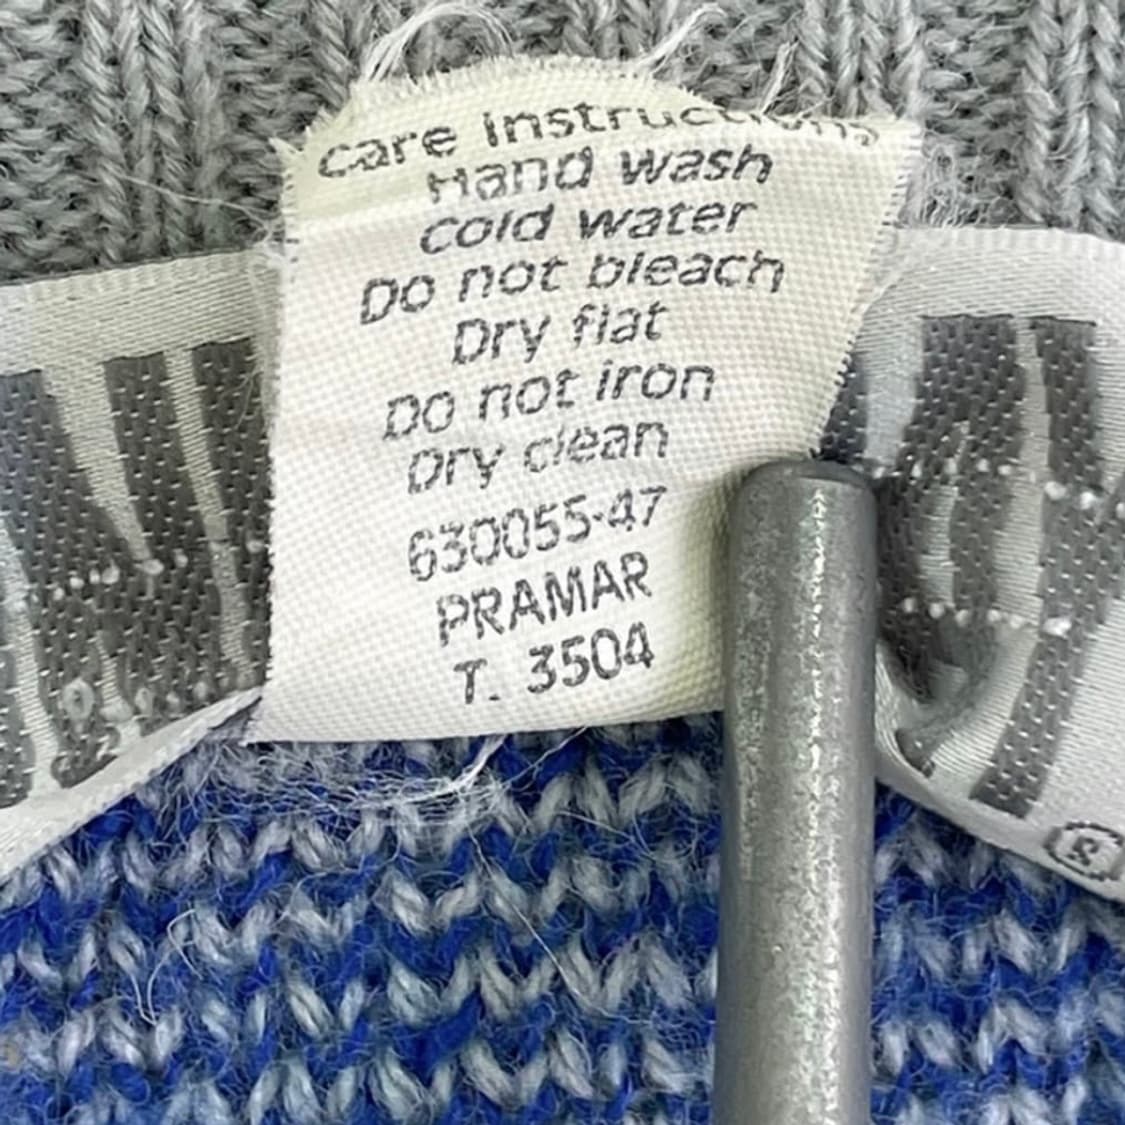 care instructions
Hand wash
cold water
Do not bleach
Dry flat
Do not iron
Dry clean
630055-47
PRAMAR
T. 3504
®